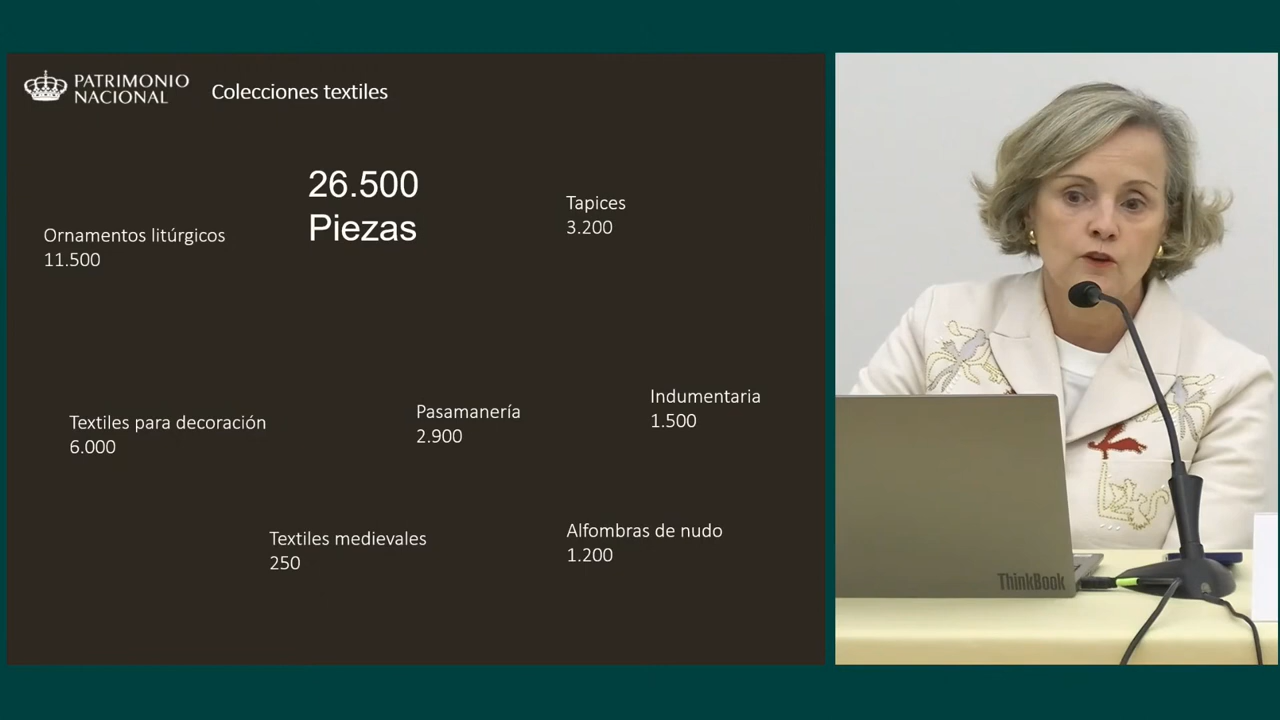 PATRIMONIO
NACIONAL
Colecciones textiles
26.500
Piezas
Tapices
3.200
Ornamentos litúrgicos
11.500
Indumentaria
1.500
Pasamanería
2.900
Textiles para decoración
6.000
Alfombras de nudo
1.200
Textiles medievales
250
ThinkBook